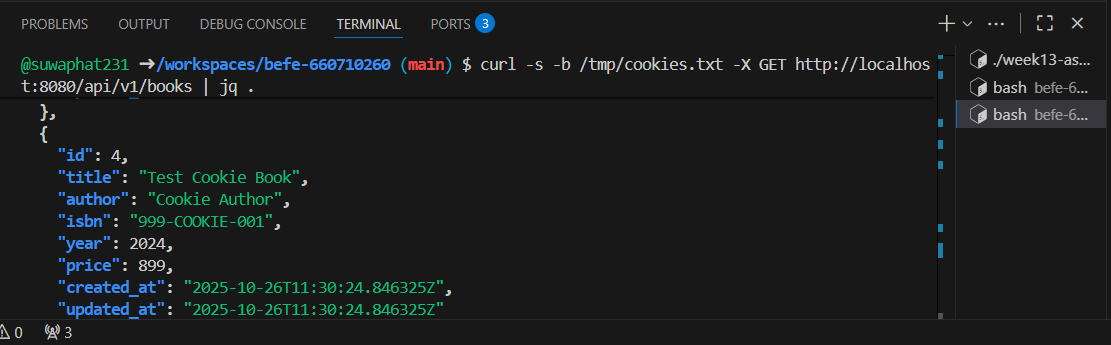 PROBLEMS OUTPUT DEBUG CONSOLE TERMINAL PORTS 3
@suwaphat231 ➜/workspaces/befe-660710260 (main) $ curl -s -b /tmp/cookies.txt -X GET http://localhos
t:8080/api/v1/books | jq .
},
{
"id": 4,
"title": "Test Cookie Book",
"author": "Cookie Author",
"isbn": "999-COOKIE-001",
"year": 2024,
"price": 899,
"created_at": "2025-10-26T11:30:24.846325Z",
"updated_at": "2025-10-26T11:30:24.846325Z"
./week13-as...
bash befe-6...
bash befe-6...
0 3